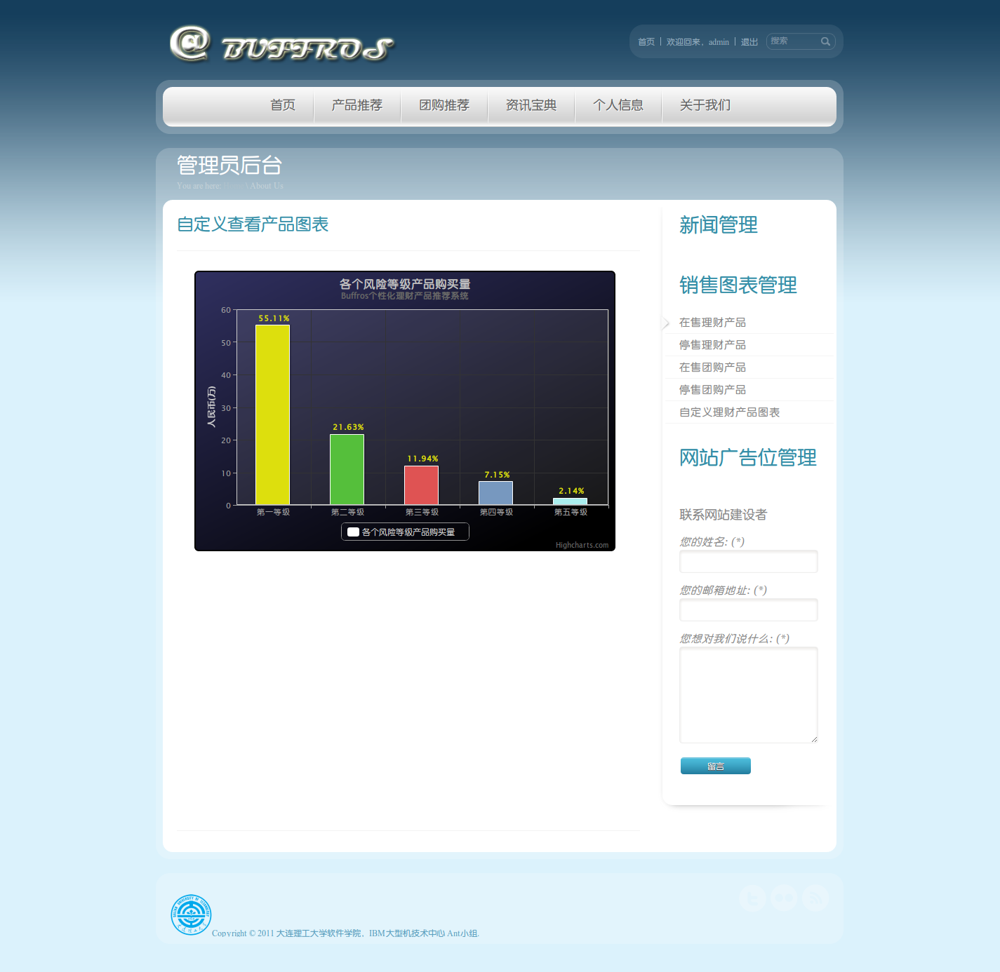 @ BUFFROS
首页 | 欢迎回来，admin | 退出
搜索
首页
产品推荐
团购推荐
资讯宝典
个人信息
关于我们
管理员后台
You are here:
About Us
自定义查看产品图表
各个风险等级产品购买量
Buffros个性化理财产品推荐系统
人民币(万)
60
50
40
30
20
10
0
55.11%
21.63%
11.94%
7.15%
2.14%
第一等级
第二等级
第三等级
第四等级
第五等级
各个风险等级产品购买量
Highcharts.com
新闻管理
销售图表管理
在售理财产品
停售理财产品
在售团购产品
停售团购产品
自定义理财产品图表
网站广告位管理
联系网站建设者
您的姓名: (*)
您的邮箱地址: (*)
您想对我们说什么: (*)
留言
Copyright © 2011 大连理工大学软件学院，IBM大型机技术中心 Ant小组.